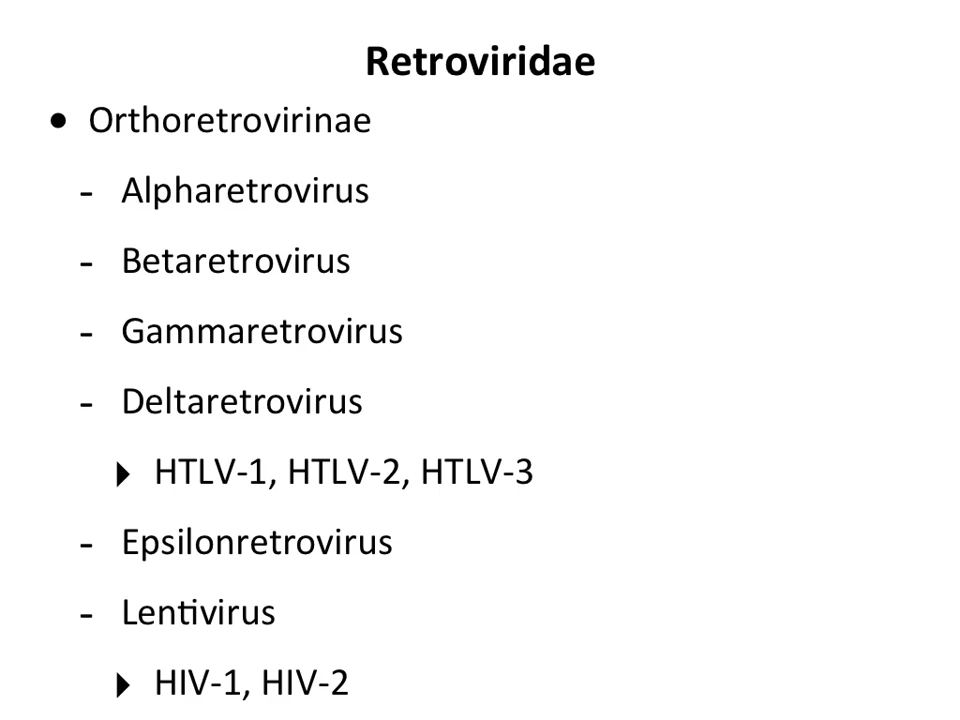 Retroviridae
• Orthoretrovirinae
- Alpharetrovirus
- Betaretrovirus
- Gammaretrovirus
- Deltaretrovirus
‣ HTLV-1, HTLV-2, HTLV-3
- Epsilonretrovirus
- Lentivirus
‣ HIV-1, HIV-2